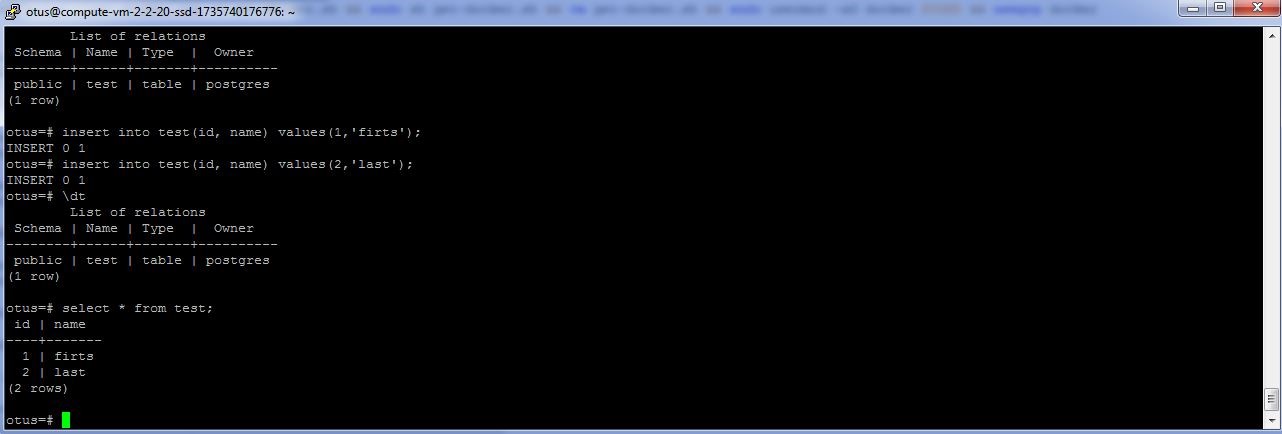 otus@compute-vm-2-2-20-ssd-1735740176776: ~
        List of relations
 Schema | Name | Type  |  Owner
--------+------+-------+----------
 public | test | table | postgres
(1 row)
otus=# insert into test(id, name) values(1,'firts');
INSERT 0 1
otus=# insert into test(id, name) values(2,'last');
INSERT 0 1
otus=# \dt
        List of relations
 Schema | Name | Type  |  Owner
--------+------+-------+----------
 public | test | table | postgres
(1 row)
otus=# select * from test;
 id | name
----+-------
  1 | firts
  2 | last
(2 rows)
otus=#